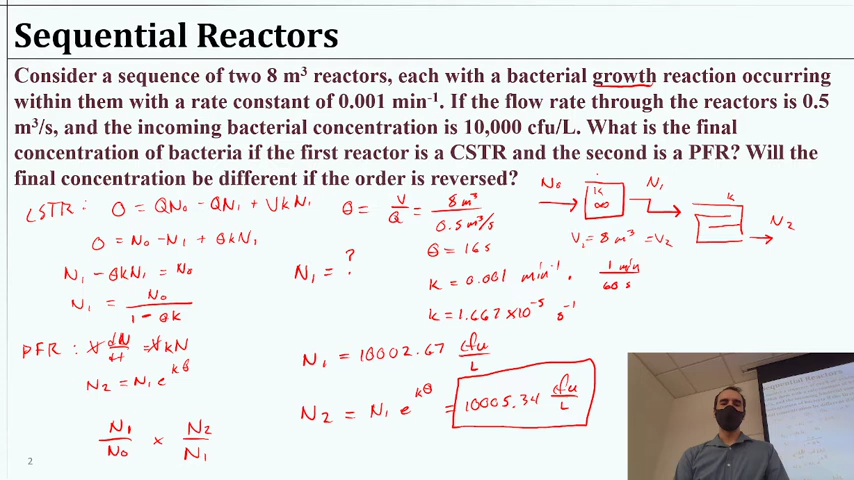 Sequential Reactors
Consider a sequence of two 8 m³ reactors, each with a bacterial growth reaction occurring
within them with a rate constant of 0.001 min⁻¹. If the flow rate through the reactors is 0.5
m³/s, and the incoming bacterial concentration is 10,000 cfu/L. What is the final
concentration of bacteria if the first reactor is a CSTR and the second is a PFR? Will the
final concentration be different if the order is reversed?
CSTR: 0 = QN₀ - QN₁ + VkN₁
0 = N₀ - N₁ + θkN₁
N₁ - θkN₁ = N₀
N₁ = N₀ / 1 - θk
PFR: V dN/dt = VkN
N₂ = N₁ e^kθ
N₁/N₀ × N₂/N₁
θ = V/Q = 8 m³ / 0.5 m³/s
θ = 16 s
N₁ = ?
k = 0.001 min⁻¹ · 1 min / 60 s
k = 1.667 × 10⁻⁵ s⁻¹
N₁ = 10002.67 cfu/L
N₂ = N₁ e^kθ = 10005.34 cfu/L
N₀
k
∞
N₁
k
N₂
V₁ = 8 m³ = V₂
2
Sequential Reactors